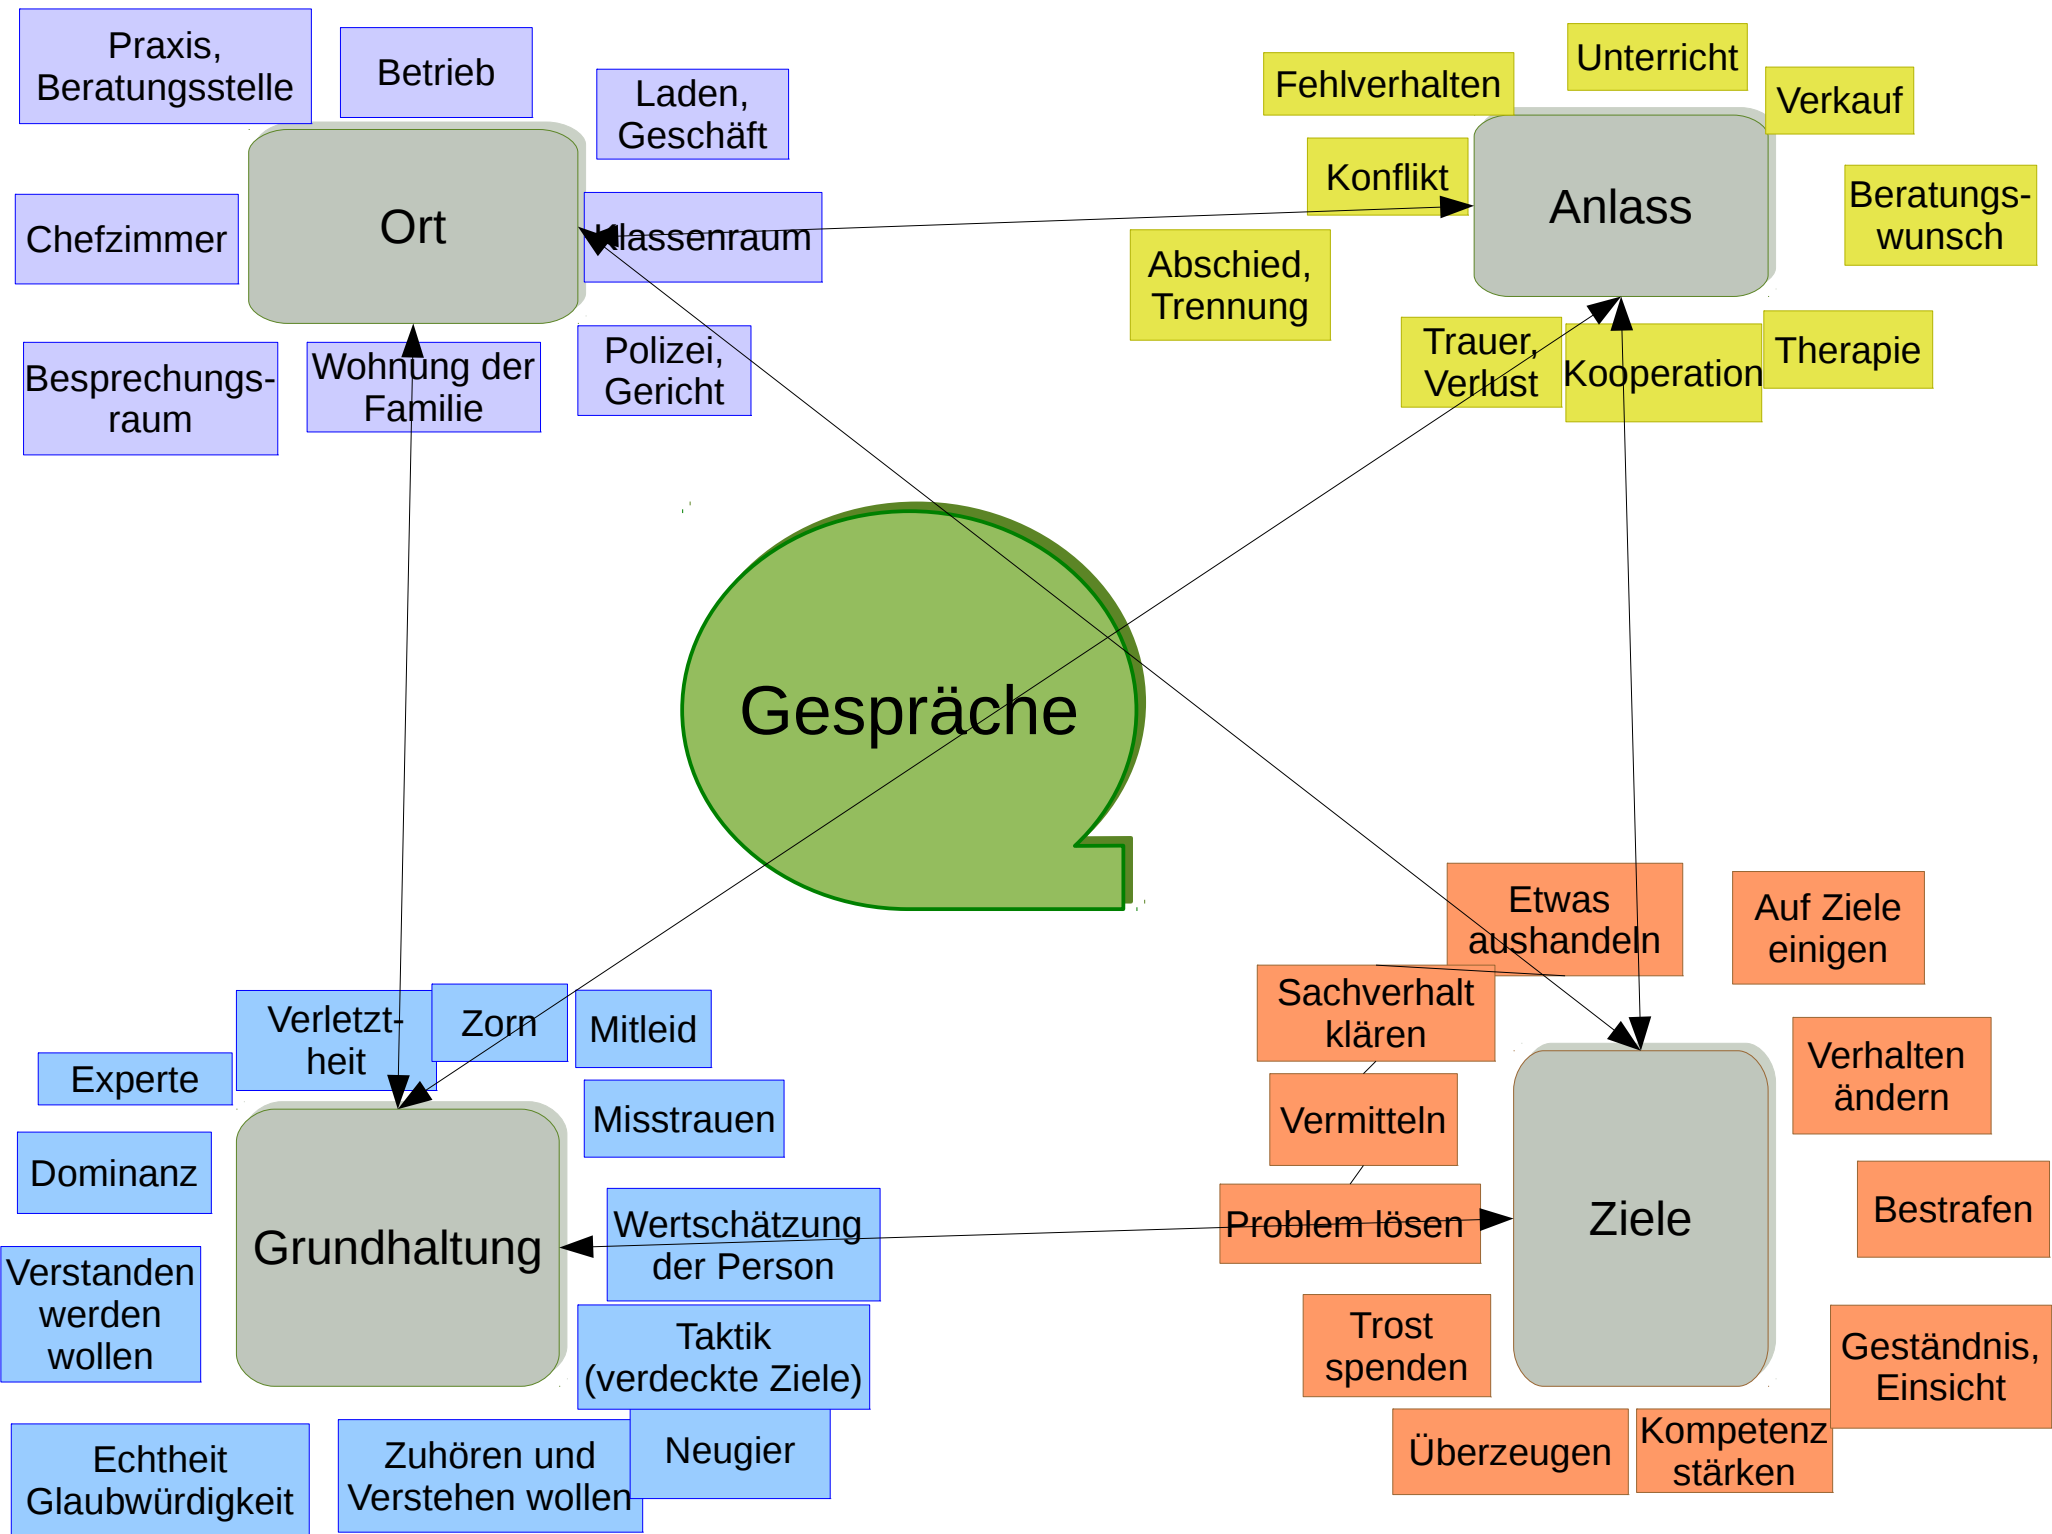 Praxis,
Beratungsstelle
Betrieb
Laden,
Geschäft
Ort
Chefzimmer
Klassenraum
Besprechungs-
raum
Wohnung der
Familie
Polizei,
Gericht
Fehlverhalten
Unterricht
Verkauf
Konflikt
Anlass
Beratungs-
wunsch
Abschied,
Trennung
Trauer,
Verlust
Kooperation
Therapie
Gespräche
Verletzt-
heit
Zorn
Mitleid
Experte
Misstrauen
Dominanz
Grundhaltung
Wertschätzung
der Person
Verstanden
werden
wollen
Taktik
(verdeckte Ziele)
Echtheit
Glaubwürdigkeit
Zuhören und
Verstehen wollen
Neugier
Etwas
aushandeln
Auf Ziele
einigen
Sachverhalt
klären
Verhalten
ändern
Vermitteln
Problem lösen
Ziele
Bestrafen
Trost
spenden
Geständnis,
Einsicht
Überzeugen
Kompetenz
stärken